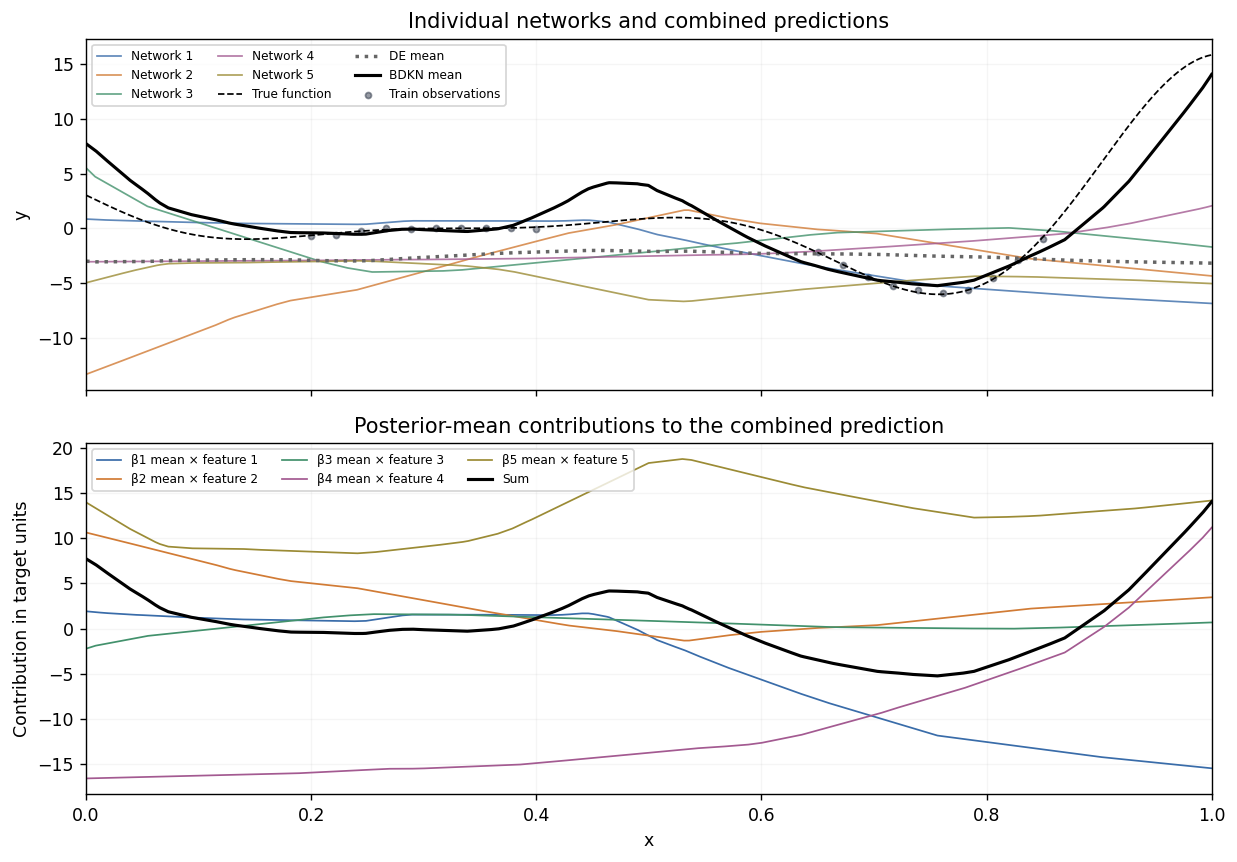 Individual networks and combined predictions
Network 1
Network 2
Network 3
Network 4
Network 5
True function
DE mean
BDKN mean
Train observations
15
10
5
0
−5
−10
y
Posterior-mean contributions to the combined prediction
β1 mean × feature 1
β2 mean × feature 2
β3 mean × feature 3
β4 mean × feature 4
β5 mean × feature 5
Sum
20
15
10
5
0
−5
−10
−15
Contribution in target units
0.0
0.2
0.4
0.6
0.8
1.0
x